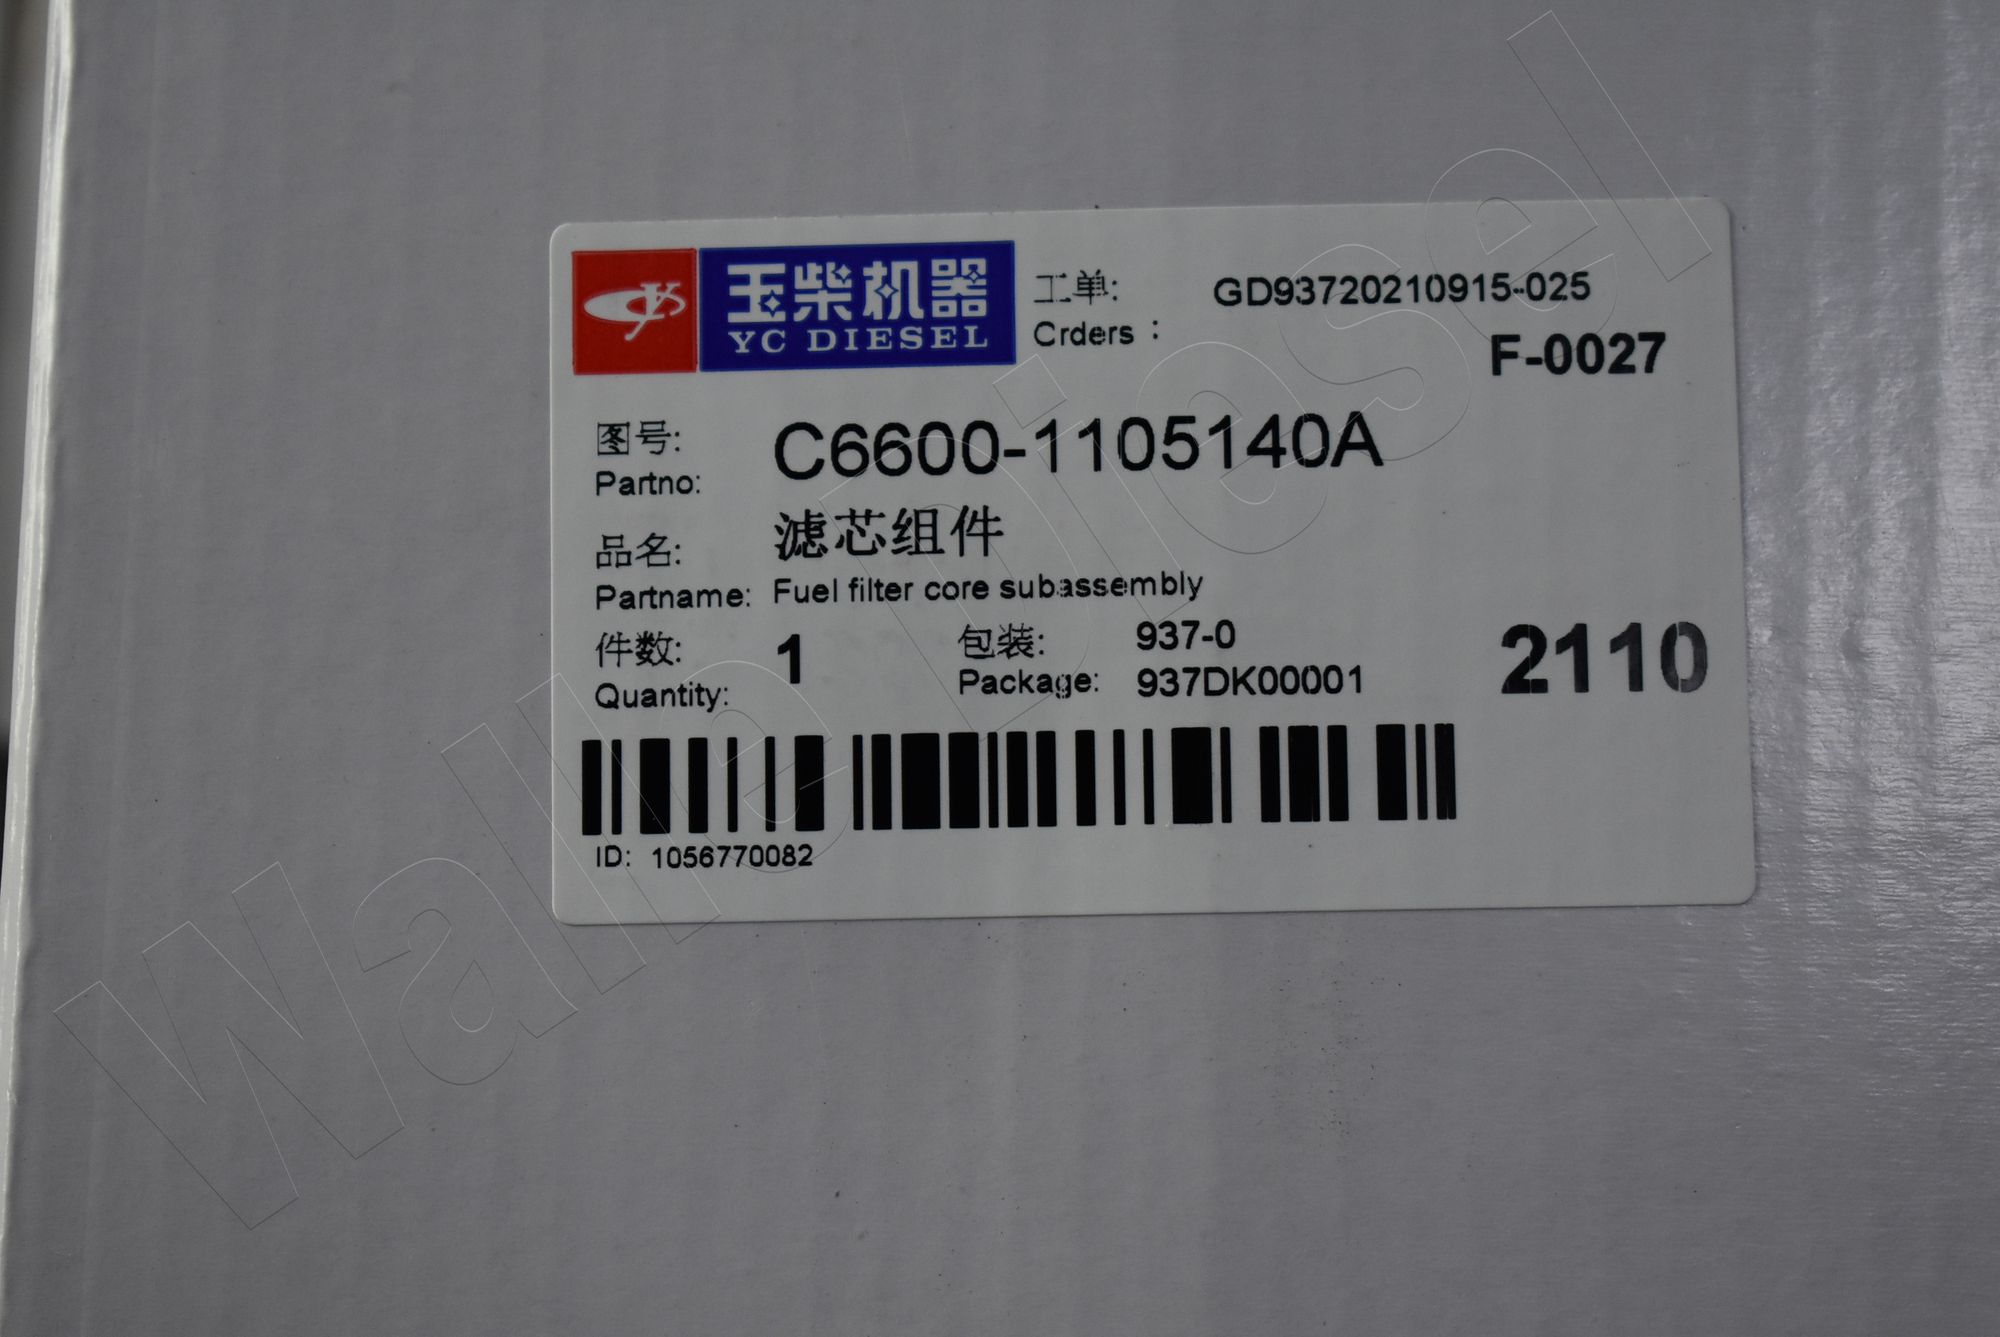 玉柴机器
YC DIESEL
工单: GD93720210915-025
Crders :
F-0027
图号: C6600-1105140A
Partno:
品名: 滤芯组件
Partname: Fuel filter core subassembly
件数: 1 包装: 937-0
Quantity: Package: 937DK00001
2110
ID: 1056770082
Walle Diesel